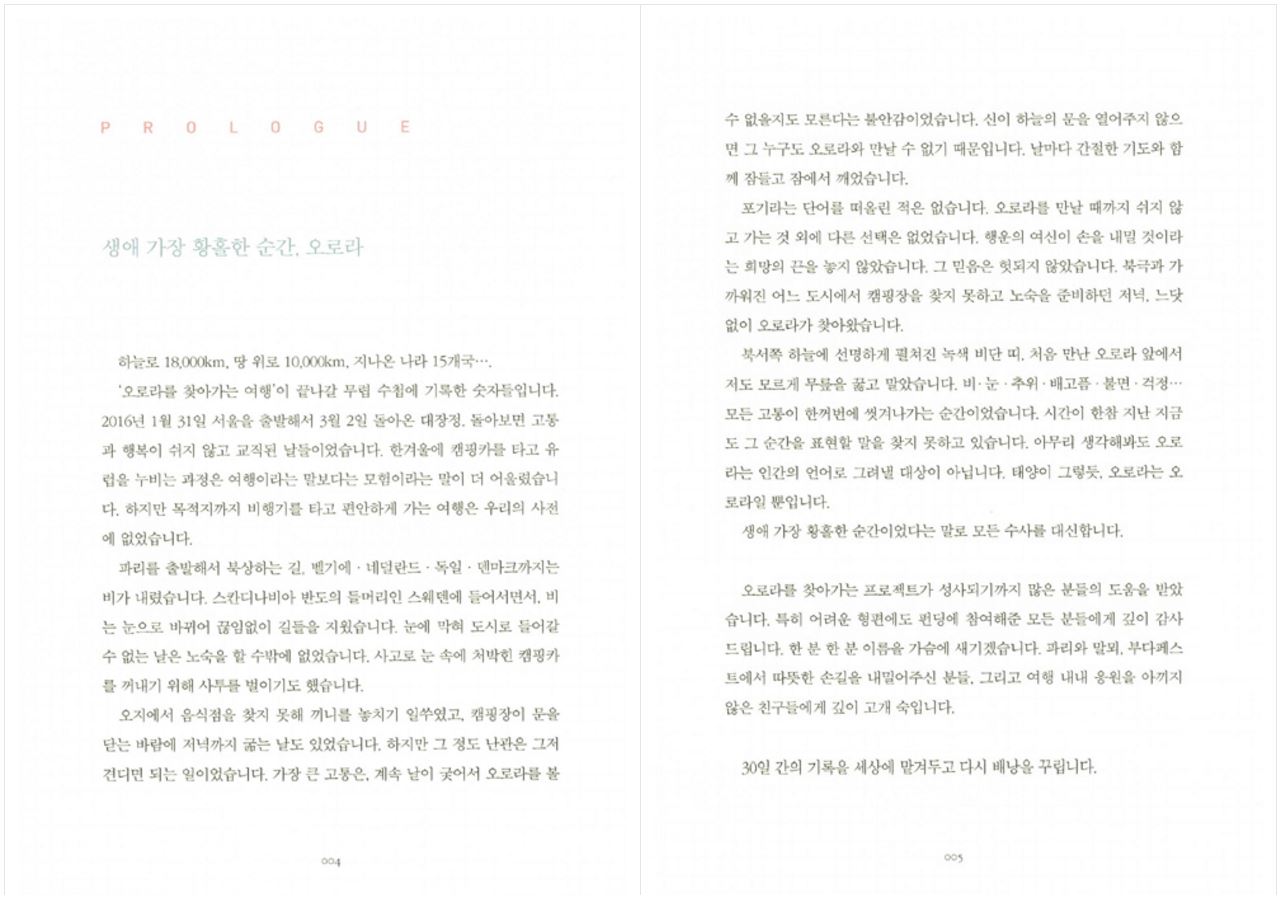 PROLOGUE
생애 가장 황홀한 순간, 오로라
하늘로 18,000km, 땅 위로 10,000km, 지나온 나라 15개국….
‘오로라를 찾아가는 여행’이 끝나갈 무렵 수첩에 기록한 숫자들입니다.
2016년 1월 31일 서울을 출발해서 3월 2일 돌아온 대장정. 돌아보면 고통
과 행복이 쉬지 않고 교직된 날들이었습니다. 한겨울에 캠핑카를 타고 유
럽을 누비는 과정은 여행이라는 말보다는 모험이라는 말이 더 어울렸습니
다. 하지만 목적지까지 비행기를 타고 편안하게 가는 여행은 우리의 사전
에 없었습니다.
파리를 출발해서 북상하는 길, 벨기에·네덜란드·독일·덴마크까지는
비가 내렸습니다. 스칸디나비아 반도의 들머리인 스웨덴에 들어서면서, 비
는 눈으로 바뀌어 끊임없이 길들을 지웠습니다. 눈에 막혀 도시로 들어갈
수 없는 날은 노숙을 할 수밖에 없었습니다. 사고로 눈 속에 처박힌 캠핑카
를 꺼내기 위해 사투를 벌이기도 했습니다.
오지에서 음식점을 찾지 못해 끼니를 놓치기 일쑤였고, 캠핑장이 문을
닫는 바람에 저녁까지 굶는 날도 있었습니다. 하지만 그 정도 난관은 그저
견디면 되는 일이었습니다. 가장 큰 고통은, 계속 날이 궂어서 오로라를 볼
004
수 없을지도 모른다는 불안감이었습니다. 신이 하늘의 문을 열어주지 않으
면 그 누구도 오로라와 만날 수 없기 때문입니다. 날마다 간절한 기도와 함
께 잠들고 잠에서 깨었습니다.
포기라는 단어를 떠올린 적은 없습니다. 오로라를 만날 때까지 쉬지 않
고 가는 것 외에 다른 선택은 없었습니다. 행운의 여신이 손을 내밀 것이라
는 희망의 끈을 놓지 않았습니다. 그 믿음은 헛되지 않았습니다. 북극과 가
까워진 어느 도시에서 캠핑장을 찾지 못하고 노숙을 준비하던 저녁, 느닷
없이 오로라가 찾아왔습니다.
북서쪽 하늘에 선명하게 펼쳐진 녹색 비단 띠. 처음 만난 오로라 앞에서
저도 모르게 무릎을 꿇고 말았습니다. 비·눈·추위·배고픔·불면·걱정…
모든 고통이 한꺼번에 씻겨나가는 순간이었습니다. 시간이 한참 지난 지금
도 그 순간을 표현할 말을 찾지 못하고 있습니다. 아무리 생각해봐도 오로
라는 인간의 언어로 그려낼 대상이 아닙니다. 태양이 그렇듯, 오로라는 오
로라일 뿐입니다.
생애 가장 황홀한 순간이었다는 말로 모든 수사를 대신합니다.
오로라를 찾아가는 프로젝트가 성사되기까지 많은 분들의 도움을 받았
습니다. 특히 어려운 형편에도 펀딩에 참여해준 모든 분들에게 깊이 감사
드립니다. 한 분 한 분 이름을 가슴에 새기겠습니다. 파리와 말뫼, 부다페스
트에서 따뜻한 손길을 내밀어주신 분들, 그리고 여행 내내 응원을 아끼지
않은 친구들에게 깊이 고개 숙입니다.
30일 간의 기록을 세상에 맡겨두고 다시 배낭을 꾸립니다.
005